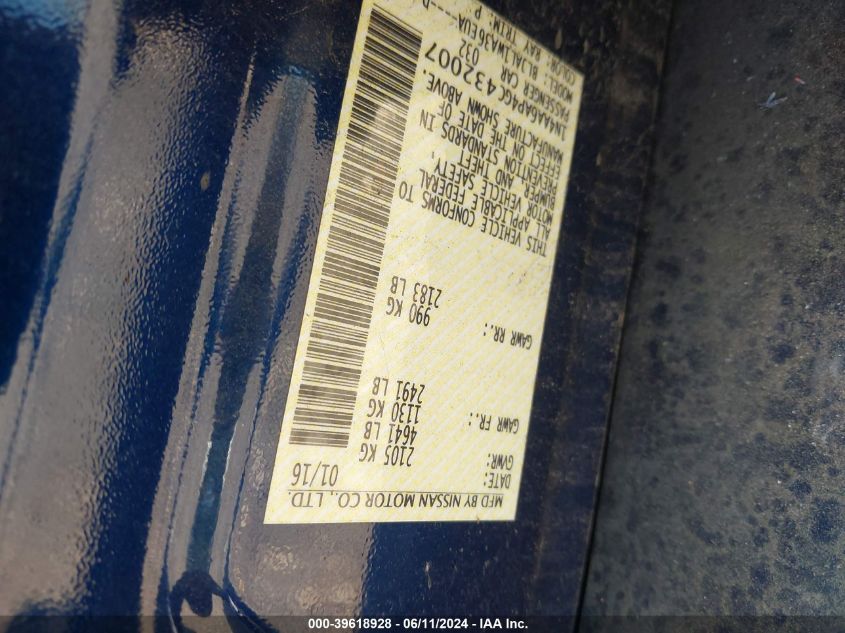 MFD BY NISSAN MOTOR CO., LTD.
DATE: 01/16
GVWR: 2105 KG
4641 LB
GAWR FR.: 1130 KG
2491 LB
GAWR RR.: 990 KG
2183 LB
THIS VEHICLE CONFORMS TO
ALL APPLICABLE FEDERAL
MOTOR VEHICLE SAFETY,
BUMPER, AND THEFT
PREVENTION STANDARDS IN
EFFECT ON THE DATE OF
MANUFACTURE SHOWN ABOVE.
1N4AA6AP4GC432007
PASSENGER CAR 032
COLOR: RAY TRIM: P
000-39618928 - 06/11/2024 - IAA Inc.